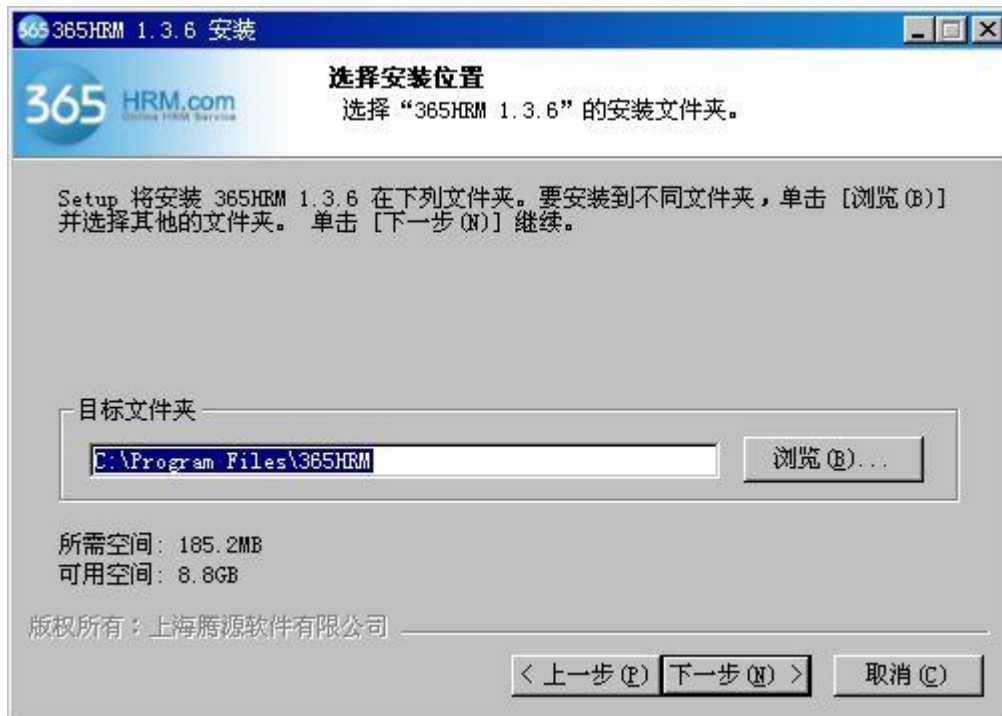 365 365HRM 1.3.6 安装
365 HRM.com
Online HRM Service
选择安装位置
选择“365HRM 1.3.6”的安装文件夹。
Setup 将安装 365HRM 1.3.6 在下列文件夹。要安装到不同文件夹，单击 [浏览(B)]
并选择其他的文件夹。 单击 [下一步(N)] 继续。
目标文件夹
C:\Program Files\365HRM
浏览(B)...
所需空间: 185.2MB
可用空间: 8.8GB
版权所有：上海腾源软件有限公司
< 上一步(P) 下一步(N) > 取消(C)